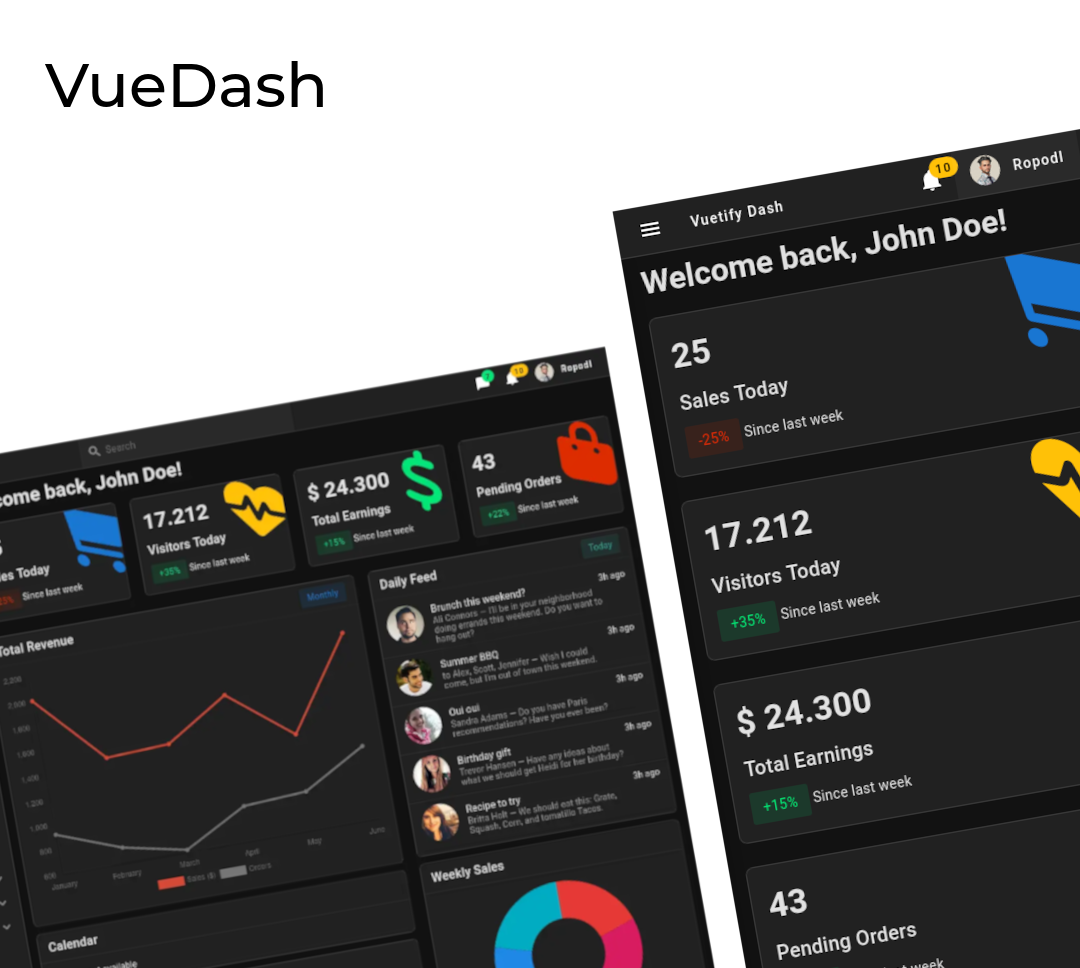 VueDash
10
Ropodl
Vuetify Dash
Welcome back, John Doe!
25
Sales Today
-25% Since last week
17.212
Visitors Today
+35% Since last week
$ 24.300
Total Earnings
+15% Since last week
43
Pending Orders
week
10
Ropodl
Search
come back, John Doe!
es Today
Since last week
17.212
Visitors Today
+35% Since last week
$ 24.300
Total Earnings
+15% Since last week
43
Pending Orders
+22% Since last week
Total Revenue
Monthly
2,200
2,000
1,800
1,600
1,400
1,200
1,000
800
600
January
February
March
April
May
June
Orders
Daily Feed
Today
Brunch this weekend?
3h ago
Ali Connors — I'll be in your neighborhood
doing errands this weekend. Do you want to
hang out?
Summer BBQ
3h ago
to Alex, Scott, Jennifer — Wish I could
come, but I'm out of town this weekend.
Oui oui
3h ago
Sandra Adams — Do you have Paris
recommendations? Have you ever been?
Birthday gift
3h ago
Trevor Hansen — Have any ideas about
what we should get Heidi for her birthday?
Recipe to try
3h ago
Britta Holt — We should eat this: Grate,
Squash, Corn, and tomatillo Tacos.
Calendar
Weekly Sales